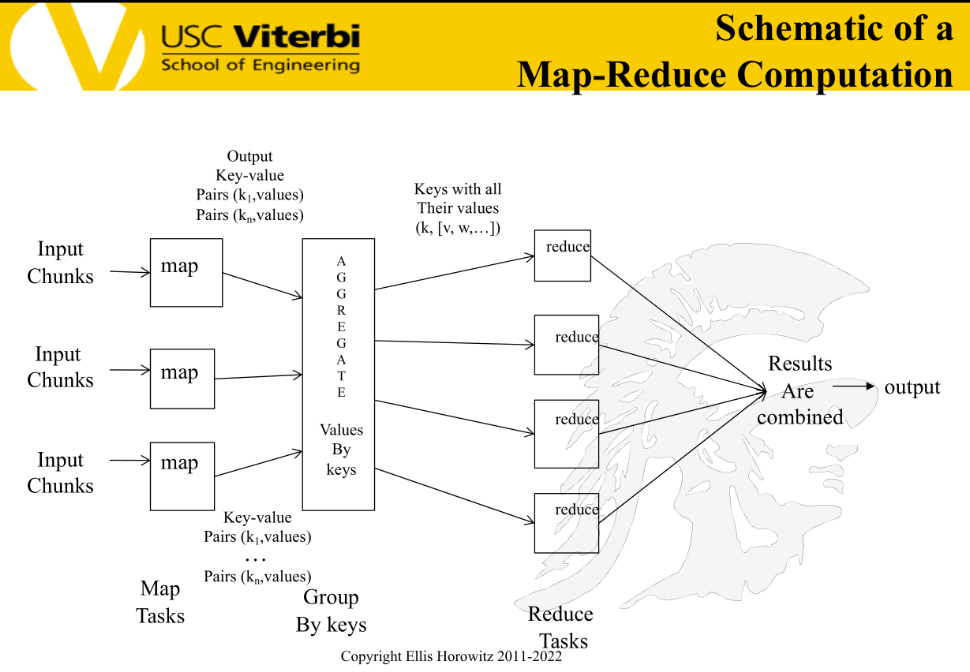 USC Viterbi
School of Engineering
Schematic of a
Map-Reduce Computation
Output
Key-value
Pairs (k1,values)
Pairs (kn,values)
Keys with all
Their values
(k, [v, w,…])
Input
Chunks
map
Input
Chunks
map
Input
Chunks
map
A
G
G
R
E
G
A
T
E
Values
By
keys
reduce
reduce
reduce
reduce
Results
Are
combined
output
Key-value
Pairs (k1,values)
…
Pairs (kn,values)
Map
Tasks
Group
By keys
Reduce
Tasks
Copyright Ellis Horowitz 2011-2022